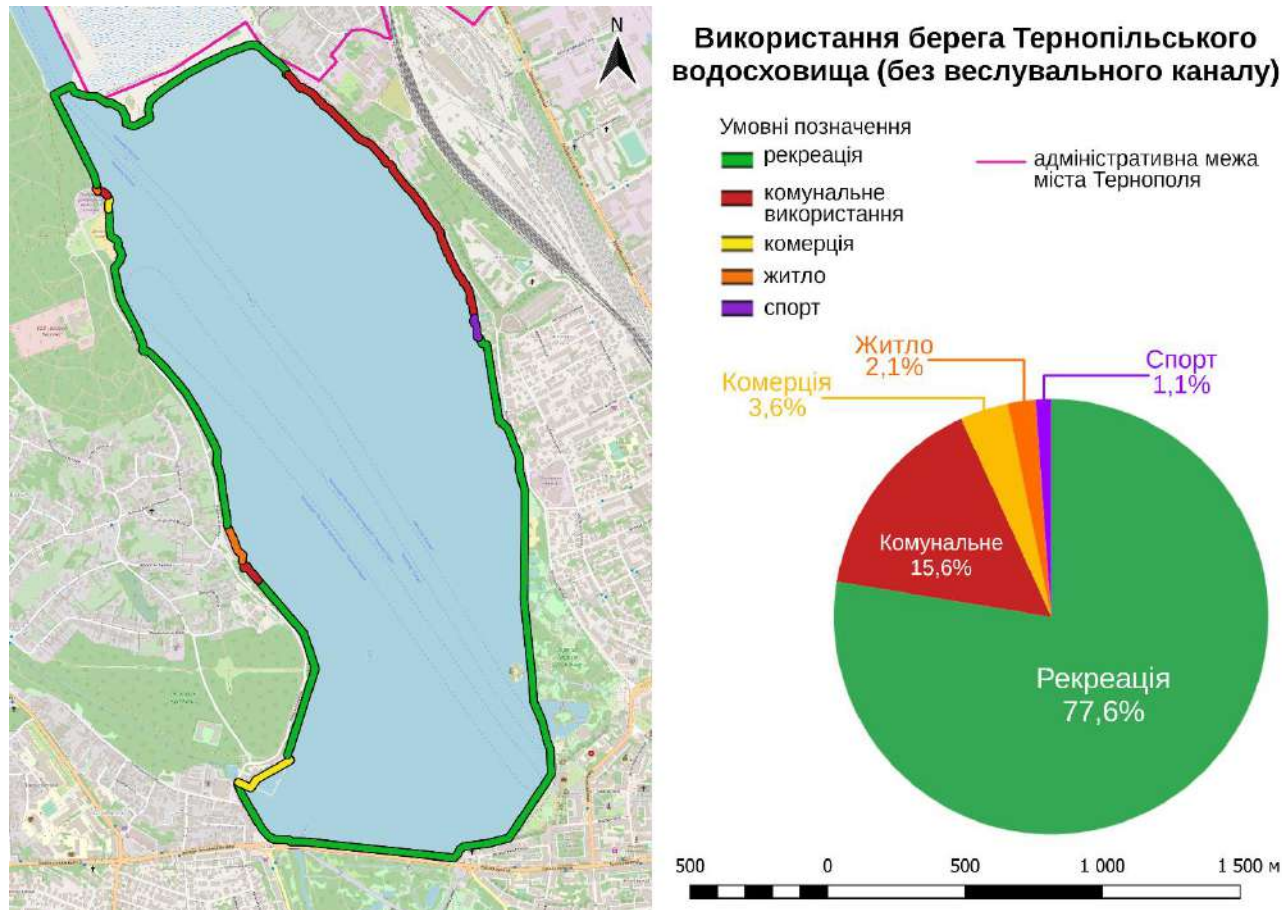 N
Використання берега Тернопільського
водосховища (без веслувального каналу)
Умовні позначення
рекреація
комунальне
використання
комерція
житло
спорт
адміністративна межа
міста Тернополя
Житло
2,1%
Спорт
1,1%
Комерція
3,6%
Комунальне
15,6%
Рекреація
77,6%
500
0
500
1 000
1 500 м